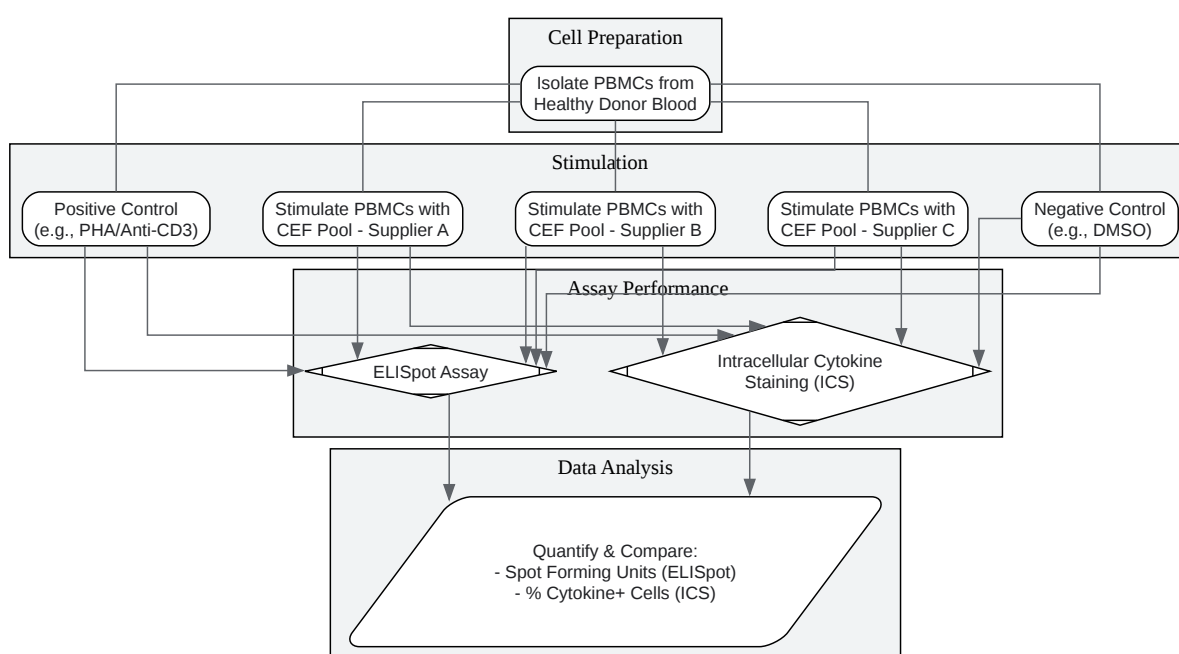 Cell Preparation
Isolate PBMCs from
Healthy Donor Blood
Stimulation
Positive Control
(e.g., PHA/Anti-CD3)
Stimulate PBMCs with
CEF Pool - Supplier A
Stimulate PBMCs with
CEF Pool - Supplier B
Stimulate PBMCs with
CEF Pool - Supplier C
Negative Control
(e.g., DMSO)
Assay Performance
ELISpot Assay
Intracellular Cytokine
Staining (ICS)
Data Analysis
Quantify & Compare:
- Spot Forming Units (ELISpot)
- % Cytokine+ Cells (ICS)